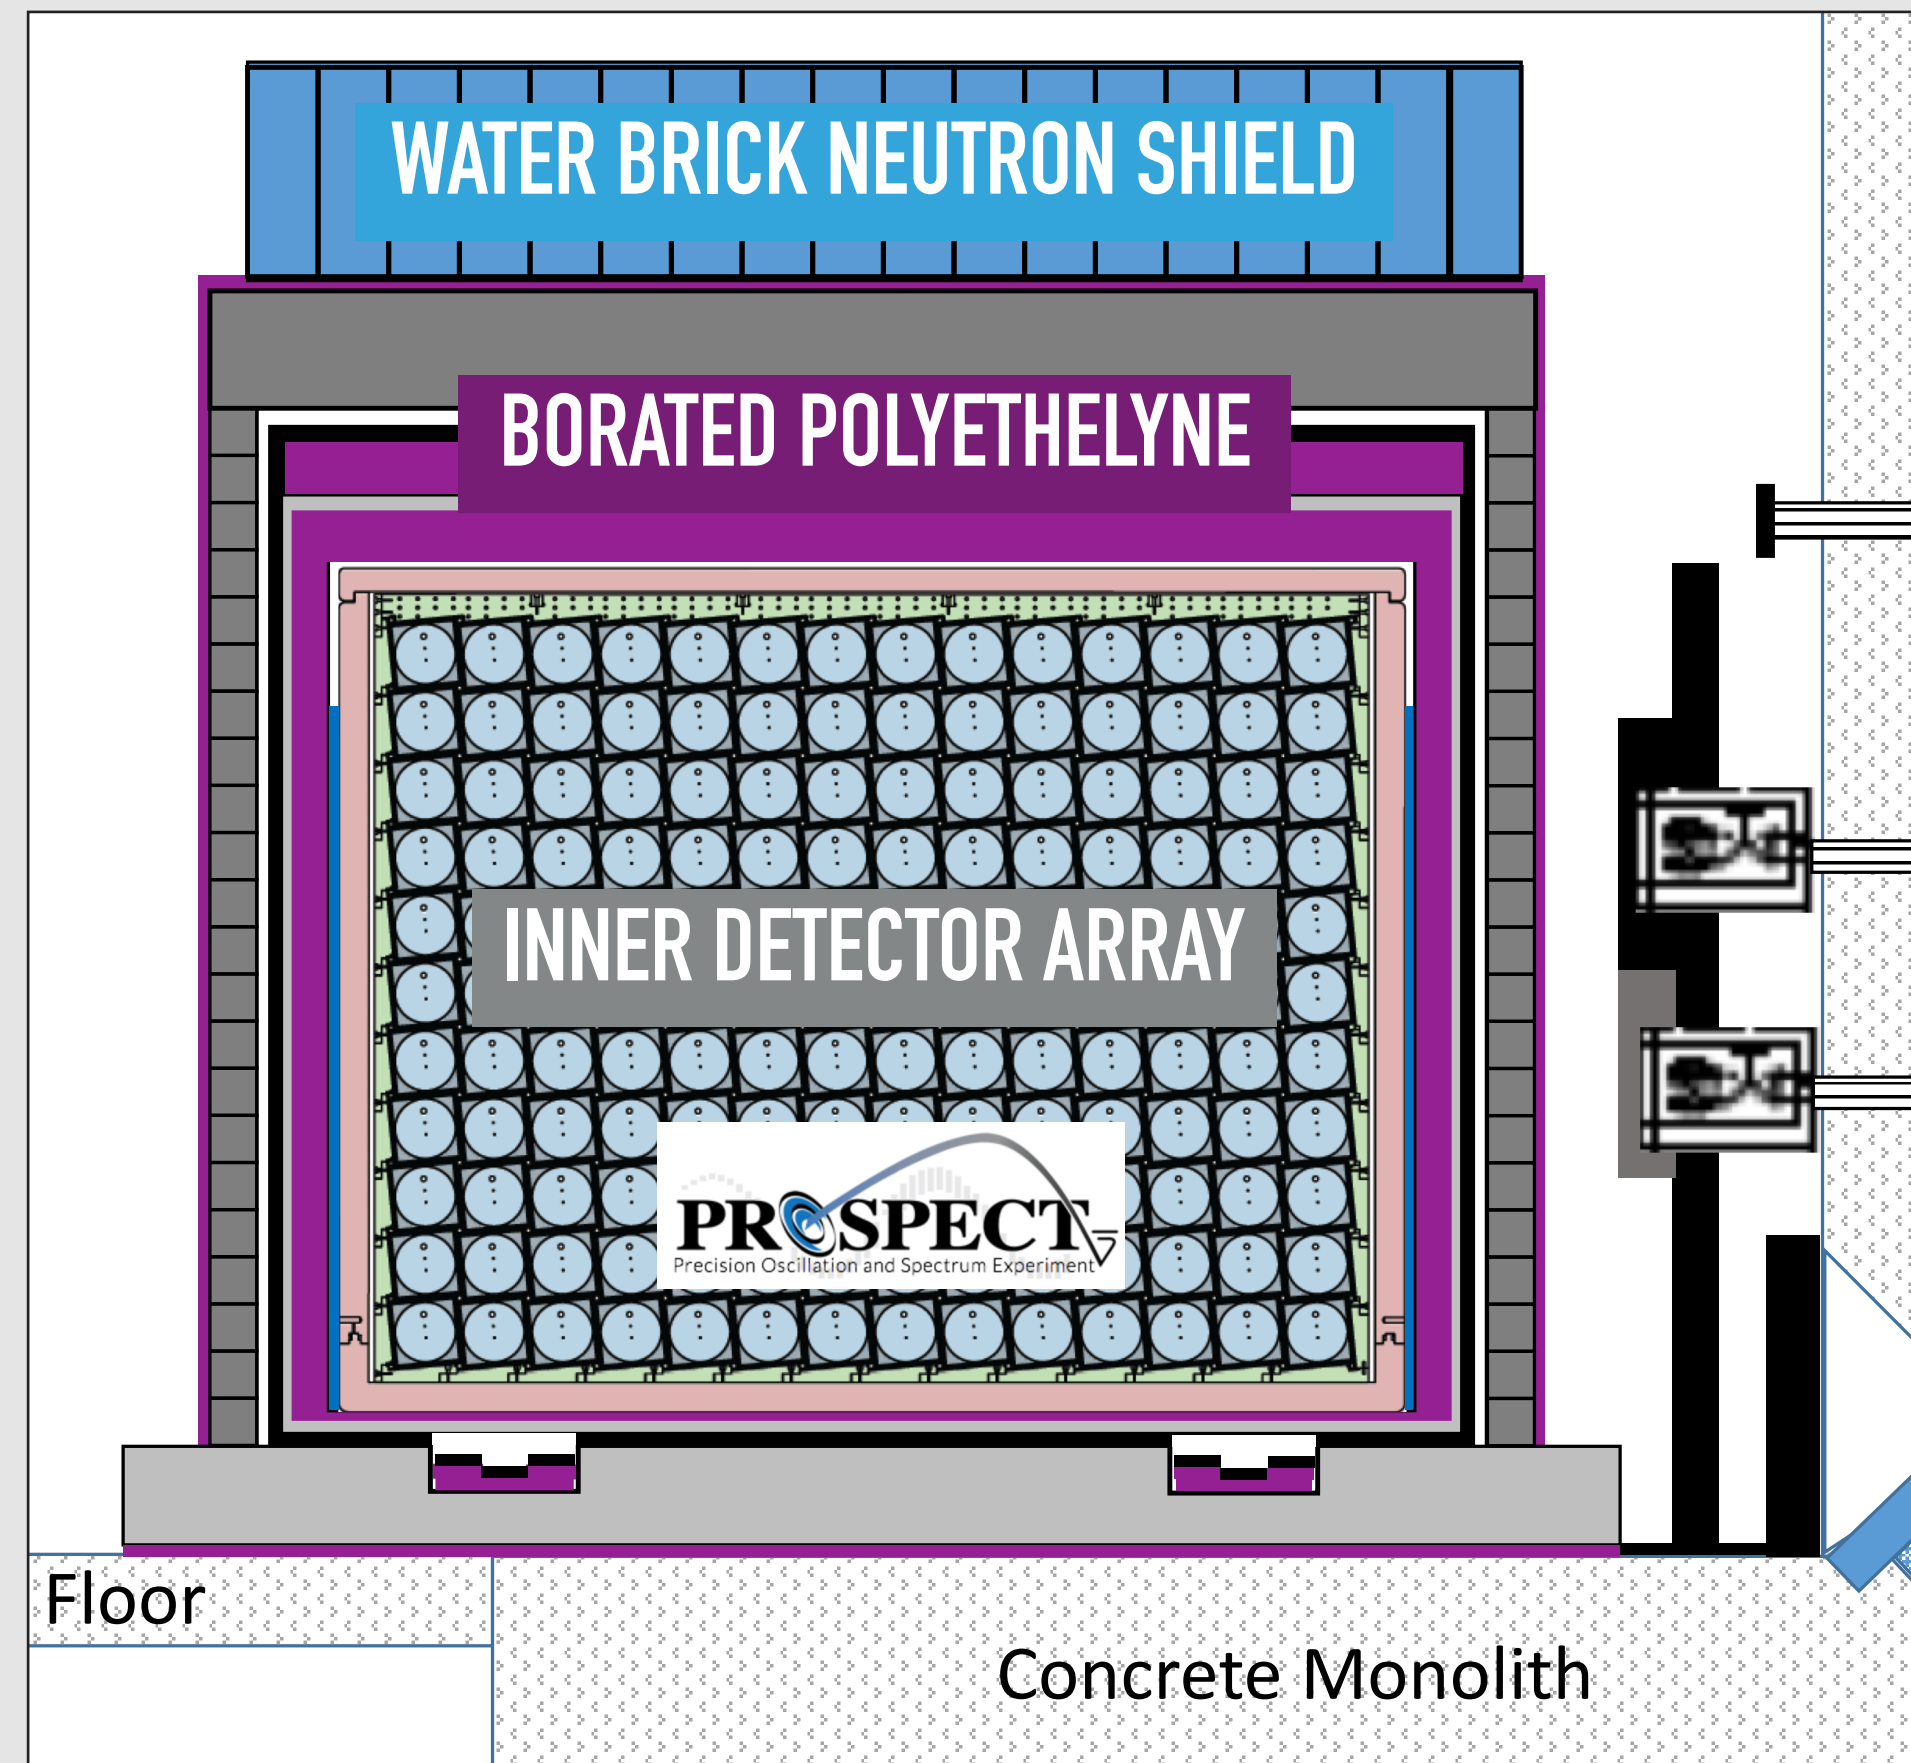 WATER BRICK NEUTRON SHIELD
BORATED POLYETHELYNE
INNER DETECTOR ARRAY
PROSPECT
Precision Oscillation and Spectrum Experiment
Floor
Concrete Monolith